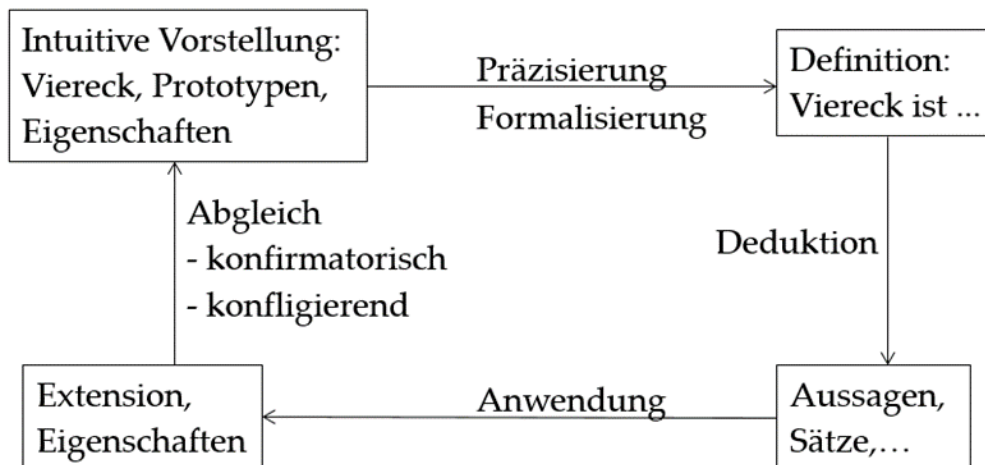 Intuitive Vorstellung:
Viereck, Prototypen,
Eigenschaften
Präzisierung
Formalisierung
Definition:
Viereck ist ...
Abgleich
- konfirmatorisch
- konfligierend
Deduktion
Extension,
Eigenschaften
Anwendung
Aussagen,
Sätze,...